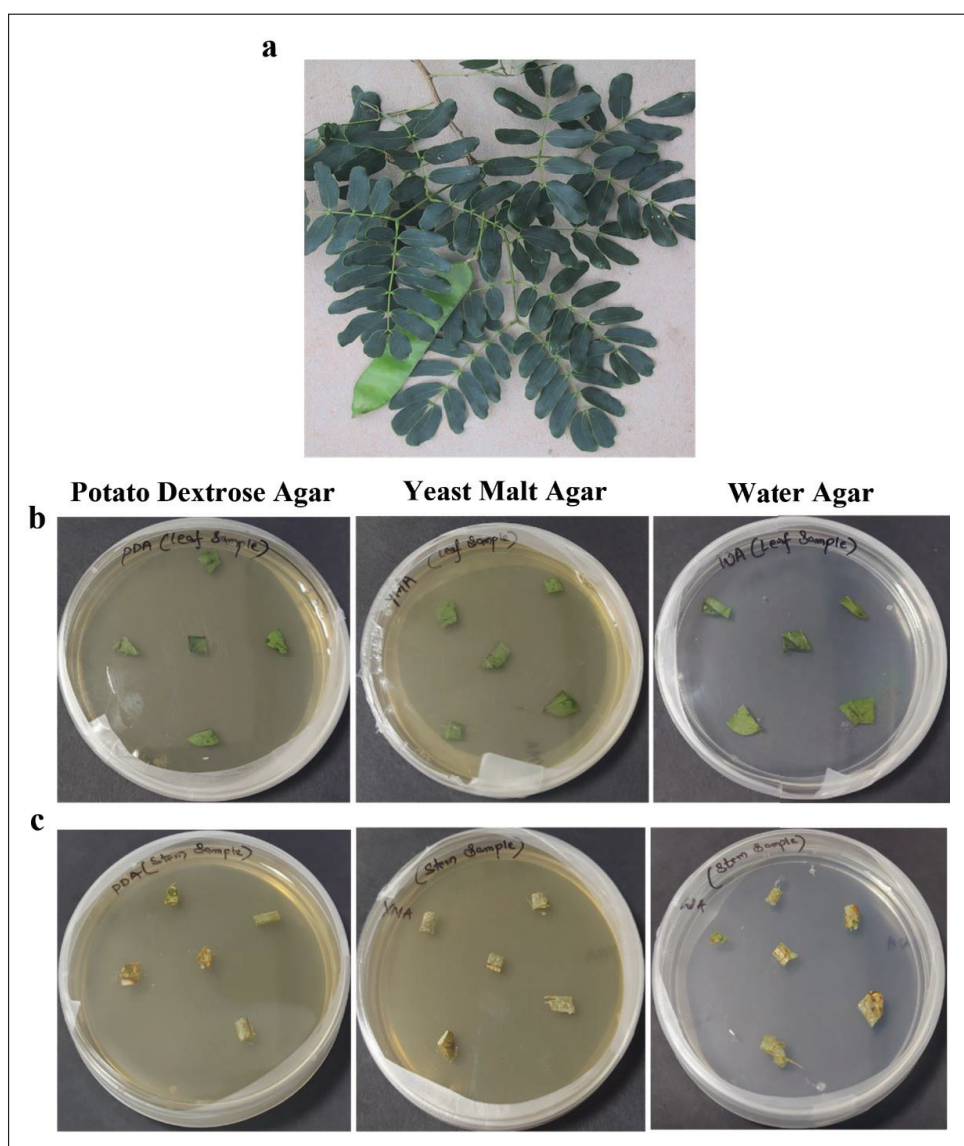 a
Potato Dextrose Agar Yeast Malt Agar Water Agar
b
PDA (Leaf Sample)
YMA (Leaf Sample)
WA (Leaf Sample)
c
PDA (Stem Sample)
YMA (Stem Sample)
WA (Stem Sample)